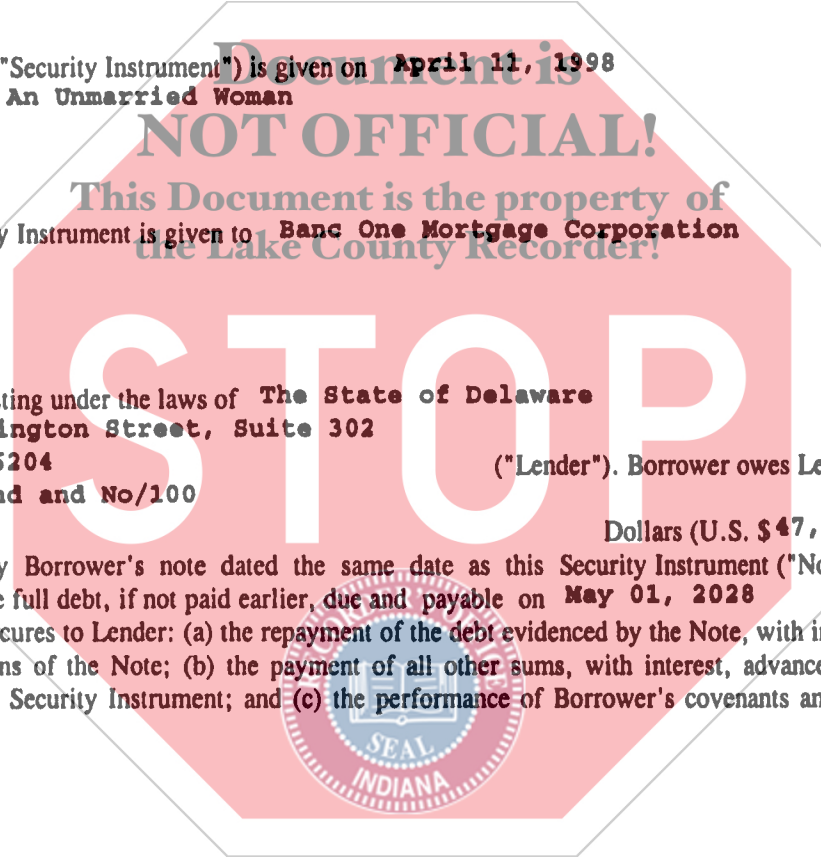 Document is
"Security Instrument") is given on April 11, 1998
An Unmarried Woman
NOT OFFICIAL!
This Document is the property of
Instrument is given to Banc One Mortgage Corporation
the Lake County Recorder!
STOP
ting under the laws of The State of Delaware
ington Street, Suite 302
5204
("Lender"). Borrower owes Le
nd and No/100
Dollars (U.S. $47,
y Borrower's note dated the same date as this Security Instrument ("No
e full debt, if not paid earlier, due and payable on May 01, 2028
cures to Lender: (a) the repayment of the debt evidenced by the Note, with in
ns of the Note; (b) the payment of all other sums, with interest, advance
Security Instrument; and (c) the performance of Borrower's covenants an
RECORDER'S OFFICE
SEAL
INDIANA